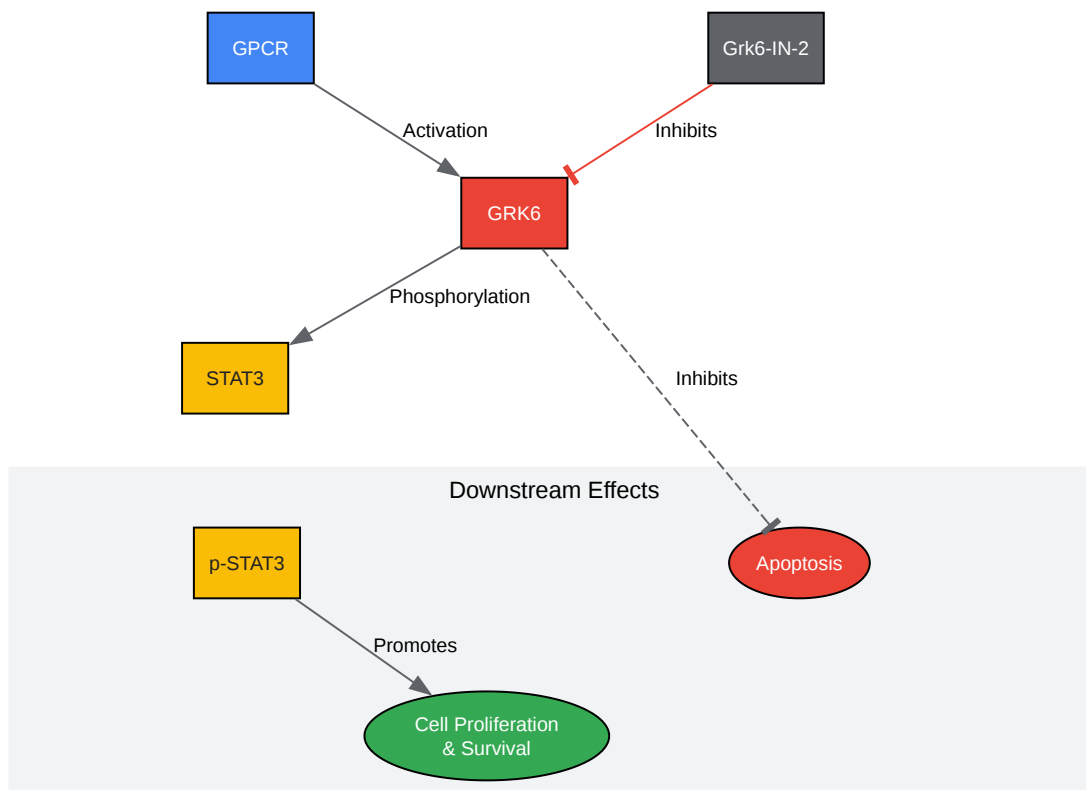 GPCR
Grk6-IN-2
Activation
Inhibits
GRK6
Phosphorylation
STAT3
Inhibits
Downstream Effects
p-STAT3
Apoptosis
Promotes
Cell Proliferation
& Survival